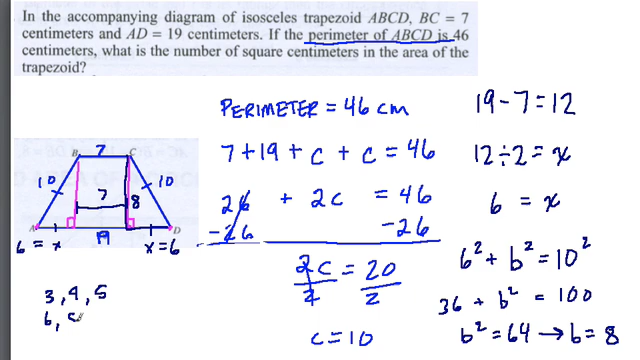 In the accompanying diagram of isosceles trapezoid ABCD, BC = 7
centimeters and AD = 19 centimeters. If the perimeter of ABCD is 46
centimeters, what is the number of square centimeters in the area of the
trapezoid?
PERIMETER = 46 cm
7 + 19 + c + c = 46
26 + 2c = 46
-26 -26
2c = 20
2 2
c = 10
19 - 7 = 12
12 ÷ 2 = x
6 = x
6² + b² = 10²
36 + b² = 100
b² = 64 → b = 8
B 7 C
10 7 8 10
A D
6 = x 19 x = 6
3, 4, 5
6,